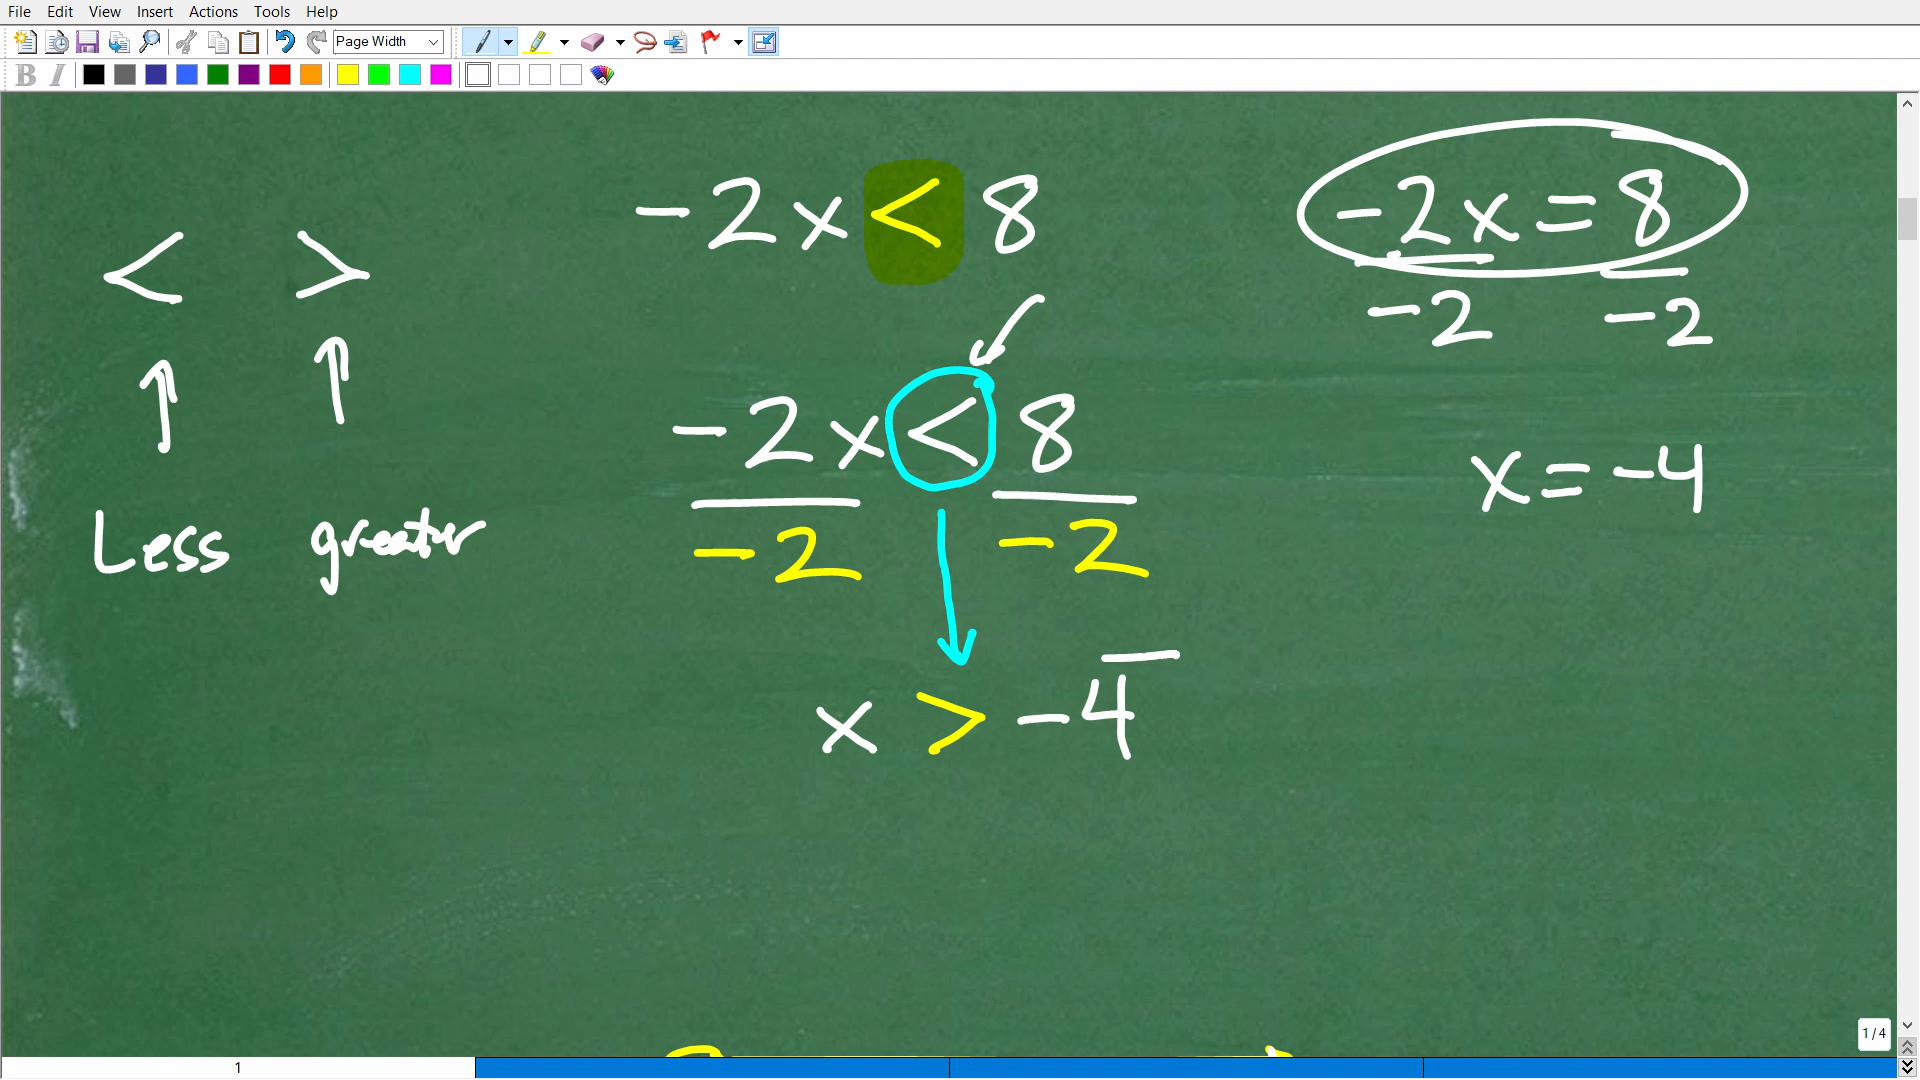 File Edit View Insert Actions Tools Help
Page Width
B I
-2x < 8
-2x = 8
-2 -2
x = -4
< >
Less greater
-2x < 8
-2 -2
x > -4
1 / 4
1